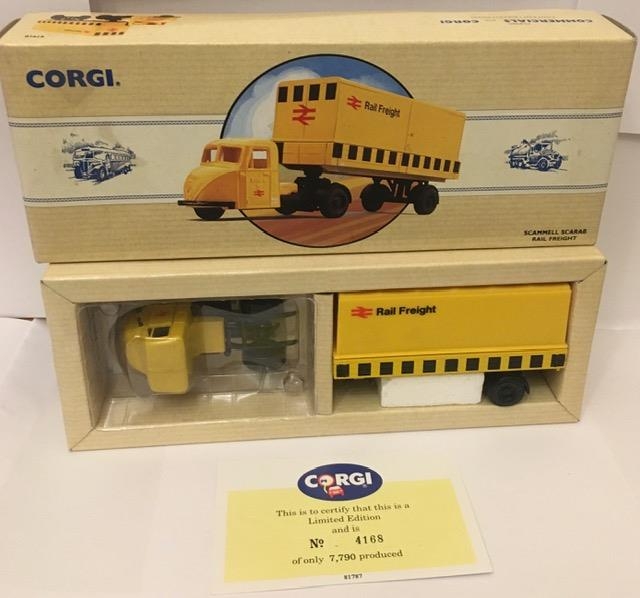 COMMERCIALS FROM CORGI
CORGI.
Rail Freight
SCAMMELL SCARAB
RAIL FREIGHT
Rail Freight
CORGI
This is to certify that this is a
Limited Edition
and is
No 4168
of only 7,790 produced
81787